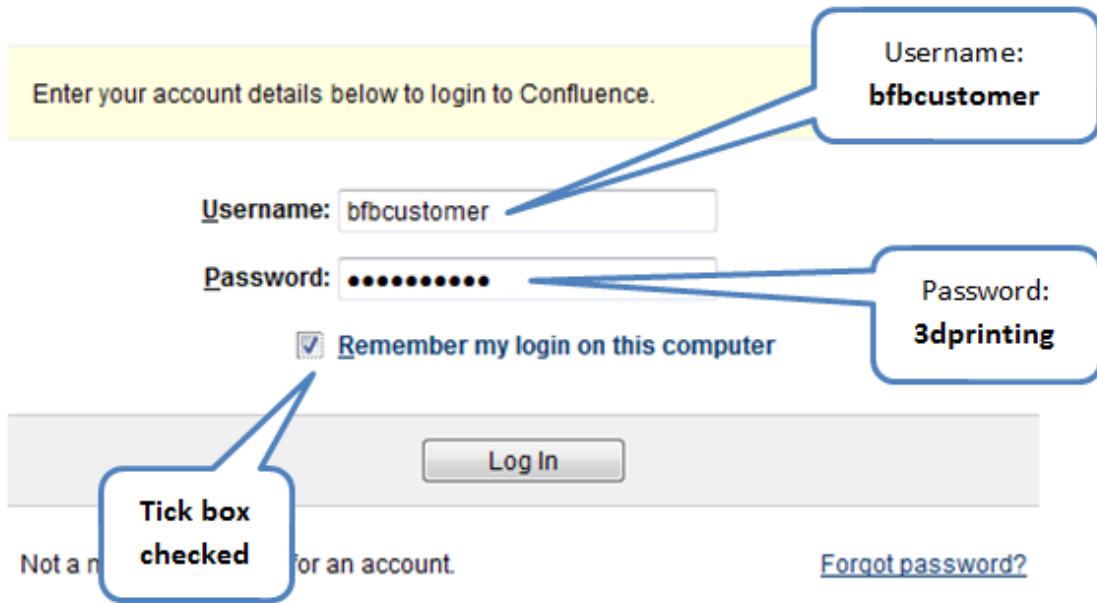 Username:
bfbcustomer
Enter your account details below to login to Confluence.
Username: bfbcustomer
Password: ••••••••••
Password:
3dprinting
Remember my login on this computer
Log In
Tick box
checked
Not a for an account.
Forgot password?